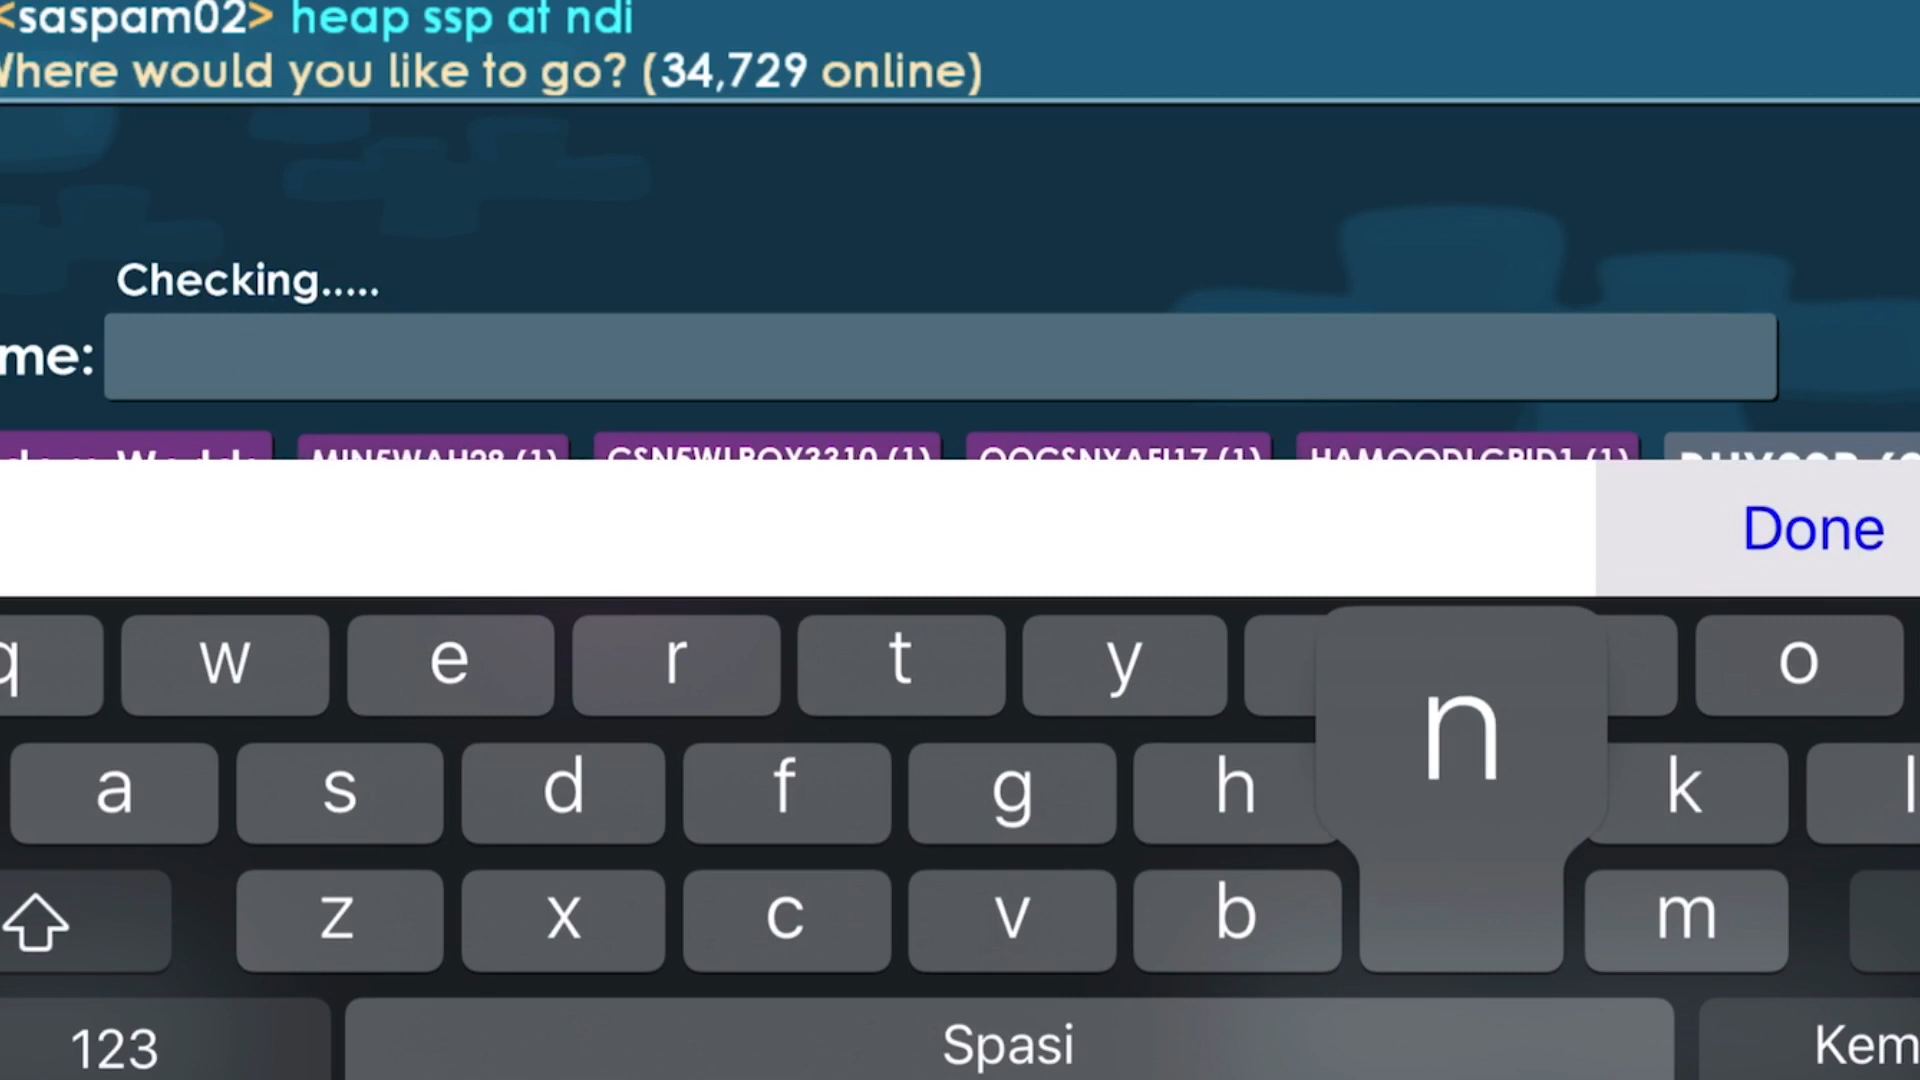 <saspam02> heap ssp at ndi
Where would you like to go? (34,729 online)
Checking.....
me:
Done
q w e r t y o
a s d f g h n k l
z x c v b m
123 Spasi Kem